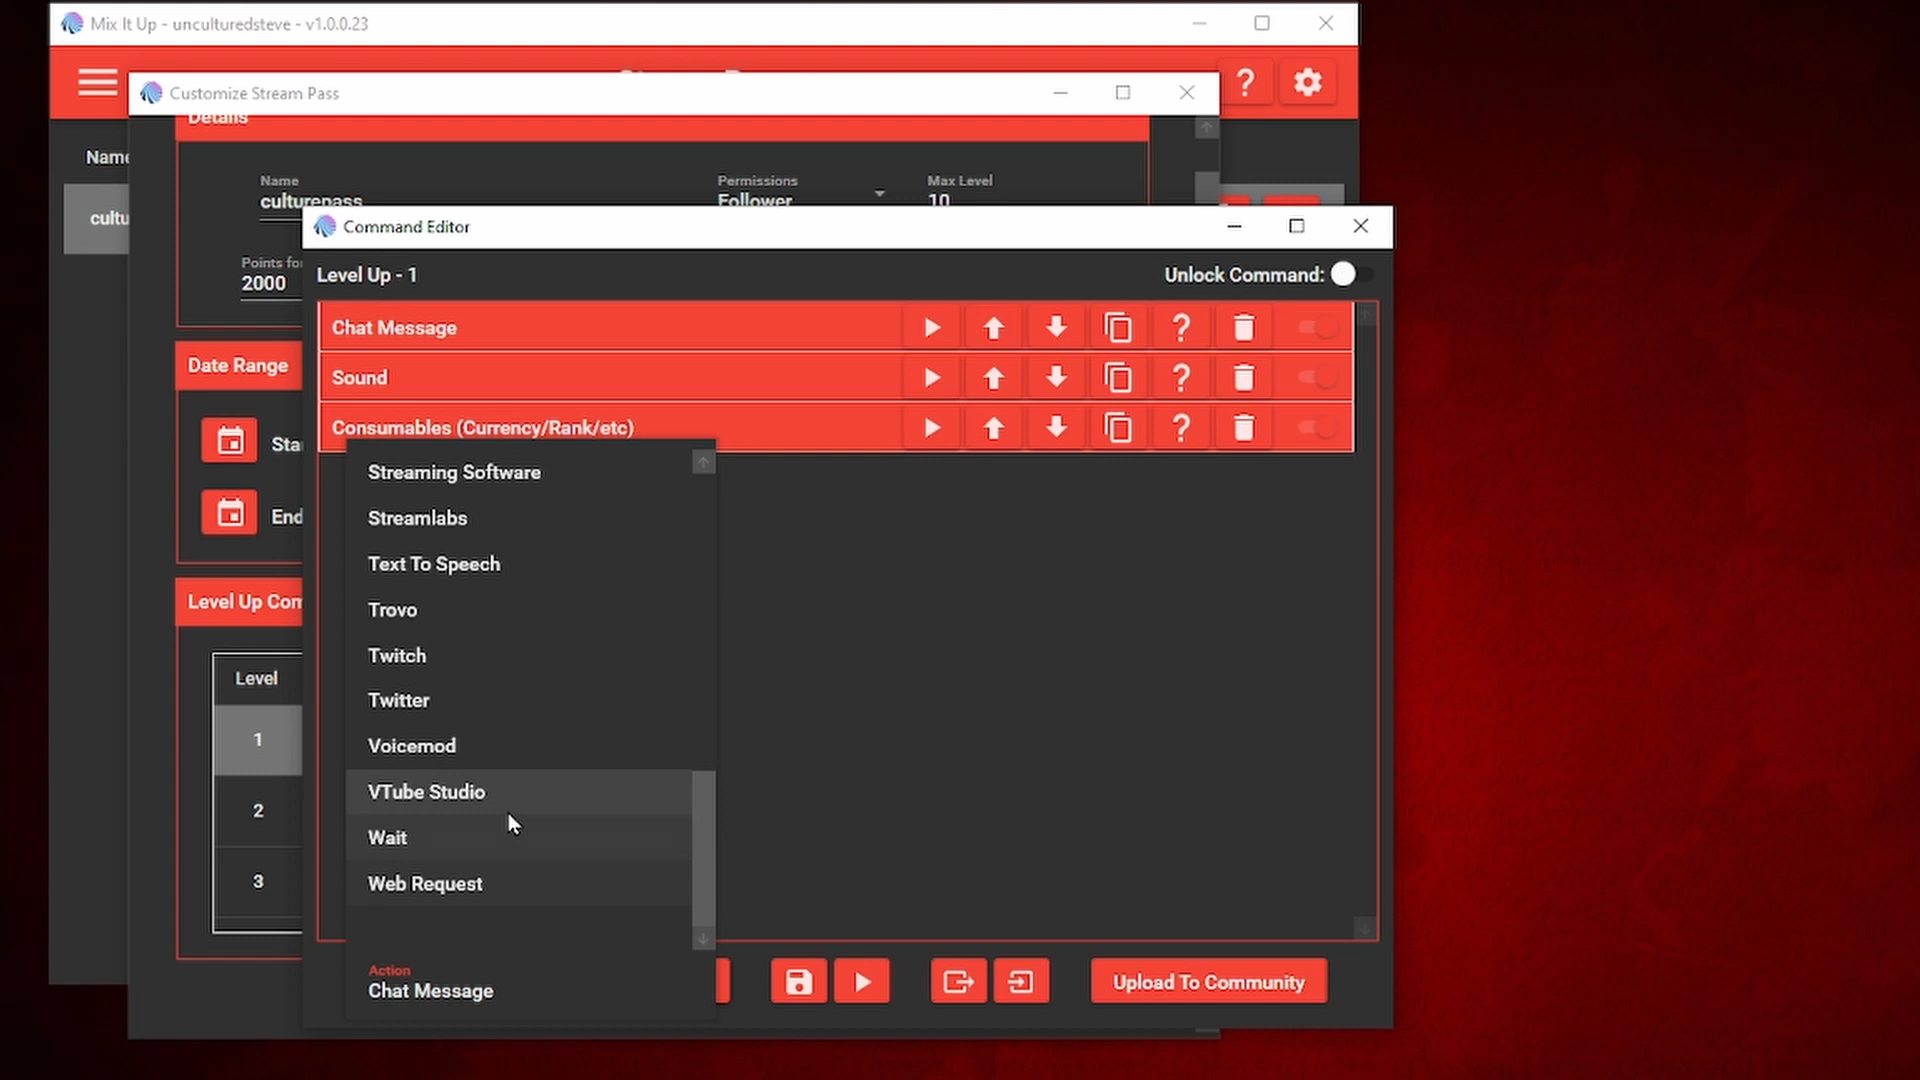 Mix It Up - unculturedsteve - v1.0.0.23
Customize Stream Pass
Details
Name
Name
culturepass
Permissions
Follower
Max Level
10
cultu
Command Editor
Points for
2000
Level Up - 1
Unlock Command:
Chat Message
Sound
Consumables (Currency/Rank/etc)
Date Range
Sta
End
Streaming Software
Streamlabs
Text To Speech
Trovo
Twitch
Twitter
Voicemod
VTube Studio
Wait
Web Request
Level Up Com
Level
1
2
3
Action
Chat Message
Upload To Community